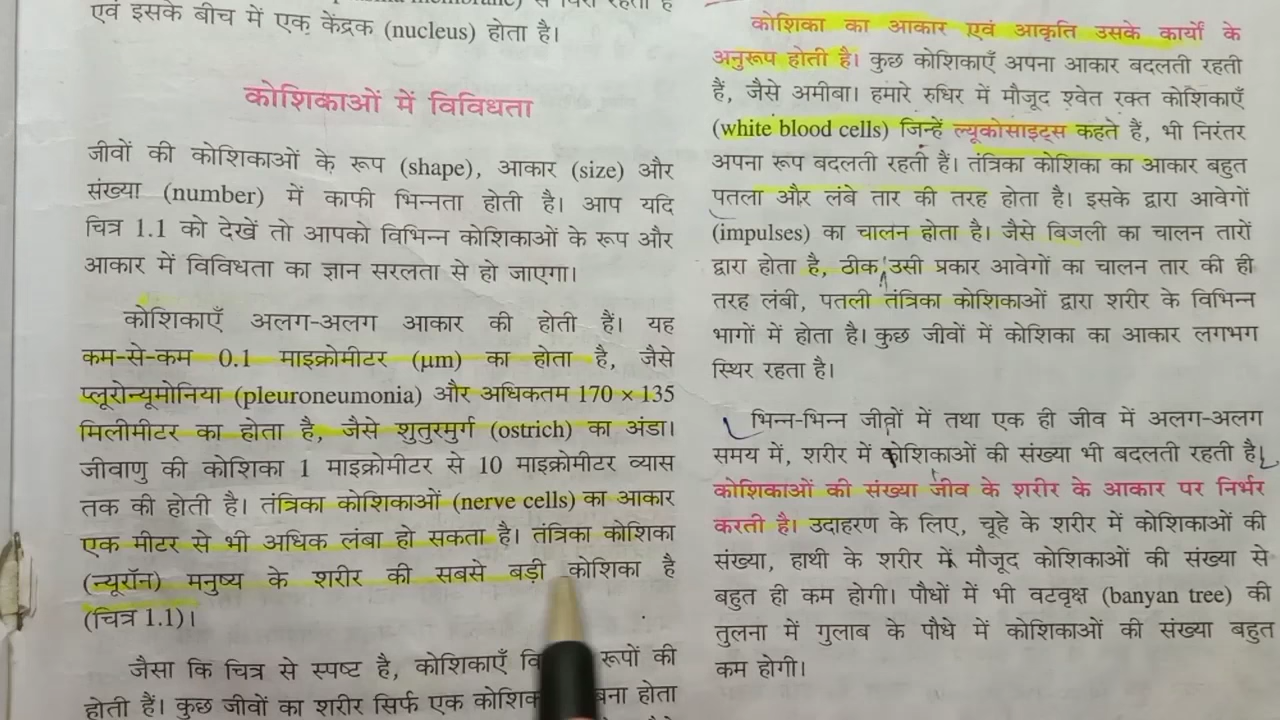 एवं इसके बीच में एक केंद्रक (nucleus) होता है।
कोशिकाओं में विविधता
जीवों की कोशिकाओं के रूप (shape), आकार (size) और
संख्या (number) में काफी भिन्नता होती है। आप यदि
चित्र 1.1 को देखें तो आपको विभिन्न कोशिकाओं के रूप और
आकार में विविधता का ज्ञान सरलता से हो जाएगा।
कोशिकाएँ अलग-अलग आकार की होती हैं। यह
कम-से-कम 0.1 माइक्रोमीटर (μm) का होता है, जैसे
प्लूरोन्यूमोनिया (pleuroneumonia) और अधिकतम 170 × 135
मिलीमीटर का होता है, जैसे शुतुरमुर्ग (ostrich) का अंडा।
जीवाणु की कोशिका 1 माइक्रोमीटर से 10 माइक्रोमीटर व्यास
तक की होती है। तंत्रिका कोशिकाओं (nerve cells) का आकार
एक मीटर से भी अधिक लंबा हो सकता है। तंत्रिका कोशिका
(न्यूरॉन) मनुष्य के शरीर की सबसे बड़ी कोशिका है
(चित्र 1.1)।
जैसा कि चित्र से स्पष्ट है, कोशिकाएँ रूपों की
होती हैं। कुछ जीवों का शरीर सिर्फ एक बना होता
कोशिका का आकार एवं आकृति उसके कार्यों के
अनुरूप होती है। कुछ कोशिकाएँ अपना आकार बदलती रहती
हैं, जैसे अमीबा। हमारे रुधिर में मौजूद श्वेत रक्त कोशिकाएँ
(white blood cells) जिन्हें ल्यूकोसाइट्स कहते हैं, भी निरंतर
अपना रूप बदलती रहती हैं। तंत्रिका कोशिका का आकार बहुत
पतला और लंबे तार की तरह होता है। इसके द्वारा आवेगों
(impulses) का चालन होता है। जैसे बिजली का चालन तारों
द्वारा होता है, ठीक उसी प्रकार आवेगों का चालन तार की ही
तरह लंबी, पतली तंत्रिका कोशिकाओं द्वारा शरीर के विभिन्न
भागों में होता है। कुछ जीवों में कोशिका का आकार लगभग
स्थिर रहता है।
भिन्न-भिन्न जीवों में तथा एक ही जीव में अलग-अलग
समय में, शरीर में कोशिकाओं की संख्या भी बदलती रहती है।
कोशिकाओं की संख्या जीव के शरीर के आकार पर निर्भर
करती है। उदाहरण के लिए, चूहे के शरीर में कोशिकाओं की
संख्या, हाथी के शरीर में मौजूद कोशिकाओं की संख्या से
बहुत ही कम होगी। पौधों में भी वटवृक्ष (banyan tree) की
तुलना में गुलाब के पौधे में कोशिकाओं की संख्या बहुत
कम होगी।